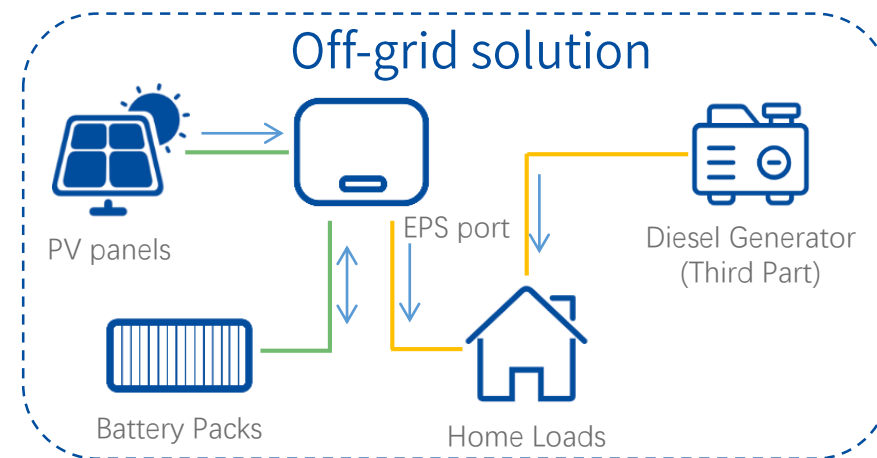 Off-grid solution
EPS port
PV panels
Diesel Generator
(Third Part)
Battery Packs
Home Loads